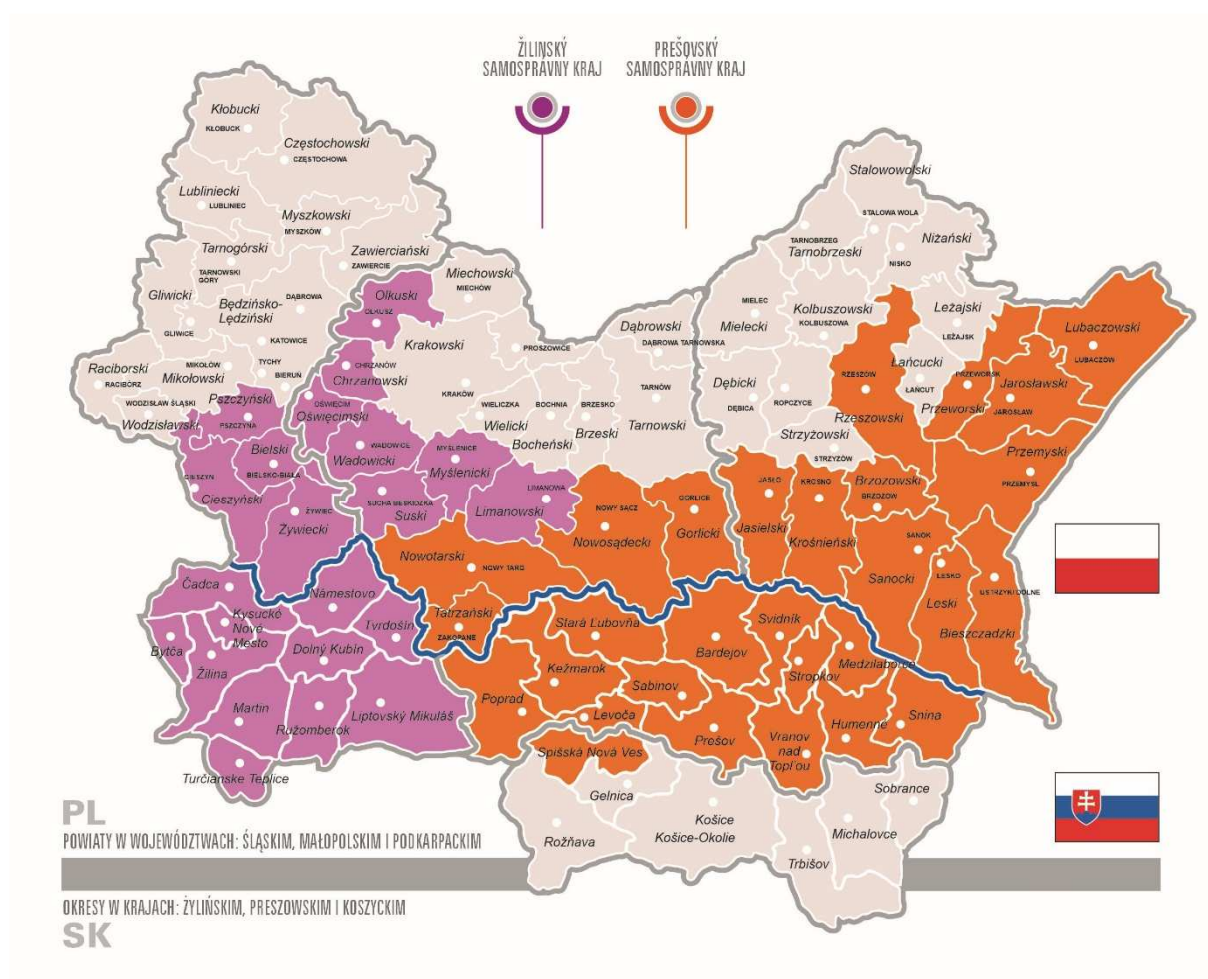 ŽILINSKÝ
SAMOSPRÁVNY KRAJ
PREŠOVSKÝ
SAMOSPRÁVNY KRAJ
Kłobucki
KŁOBUCK
Częstochowski
CZĘSTOCHOWA
Lubliniecki
LUBLINIEC
Myszkowski
MYSZKÓW
Tarnogórski
TARNOWSKI
GÓRY
Zawierciański
ZAWIERCIE
Gliwicki
GLIWICE
Będzińsko-
Lędziński
DĄBROWA
KATOWICE
Raciborski
RACIBÓRZ
MIKOŁÓW
Mikołowski
TYCHY
BIERUŃ
WODZISŁAW ŚLĄSKI
Wodzisławski
Pszczyński
PSZCZYNA
Bielski
BIELSKO-BIAŁA
CIESZYN
Cieszyński
ŻYWIEC
Żywiecki
Olkuski
OLKUSZ
Miechowski
MIECHÓW
CHRZANÓW
Chrzanowski
Krakowski
KRAKÓW
PROSZOWICE
Dąbrowski
DĄBROWA TARNOWSKA
OŚWIĘCIM
Oświęcimski
WADOWICE
Wadowicki
MYŚLENICE
Myślenicki
WIELICZKA
Wielicki
BOCHNIA
Bocheński
BRZESKO
Brzeski
TARNÓW
Tarnowski
SUCHA BESKIDZKA
Suski
LIMANOWA
Limanowski
Nowotarski
NOWY TARG
NOWY SĄCZ
Nowosądecki
GORLICE
Gorlicki
Tatrzański
ZAKOPANE
Stalowowolski
STALOWA WOLA
TARNOBRZEG
Tarnobrzeski
Niżański
NISKO
MIELEC
Mielecki
Kolbuszowski
KOLBUSZOWA
Leżajski
LEŻAJSK
Lubaczowski
LUBACZÓW
Dębicki
DĘBICA
ROPCZYCE
RZESZÓW
Rzeszowski
Łańcucki
ŁAŃCUT
PRZEWORSK
Przeworski
Jarosławski
JAROSŁAW
Strzyżowski
STRZYŻÓW
Przemyski
PRZEMYŚL
JASŁO
Jasielski
KROSNO
Krośnieński
Brzozowski
BRZOZÓW
SANOK
Sanocki
LESKO
Leski
USTRZYKI DOLNE
Bieszczadzki
Čadca
Kysucké
Nové
Mesto
Bytča
Žilina
Námestovo
Tvrdošín
Dolný Kubín
Martin
Ružomberok
Liptovský Mikuláš
Turčianske Teplice
Stará Ľubovňa
Kežmarok
Poprad
Levoča
Sabinov
Bardejov
Svidník
Stropkov
Medzilaborce
Prešov
Vranov
nad
Topľou
Humenne
Snina
Spišská Nová Ves
Gelnica
Rožňava
Košice
Košice-Okolie
Trbišov
Michalovce
Sobrance
PL
POWIATY W WOJEWÓDZTWACH: ŚLĄSKIM, MAŁOPOLSKIM I PODKARPACKIM
OKRESY W KRAJACH: ŻYLIŃSKIM, PRESZOWSKIM I KOSZYCKIM
SK